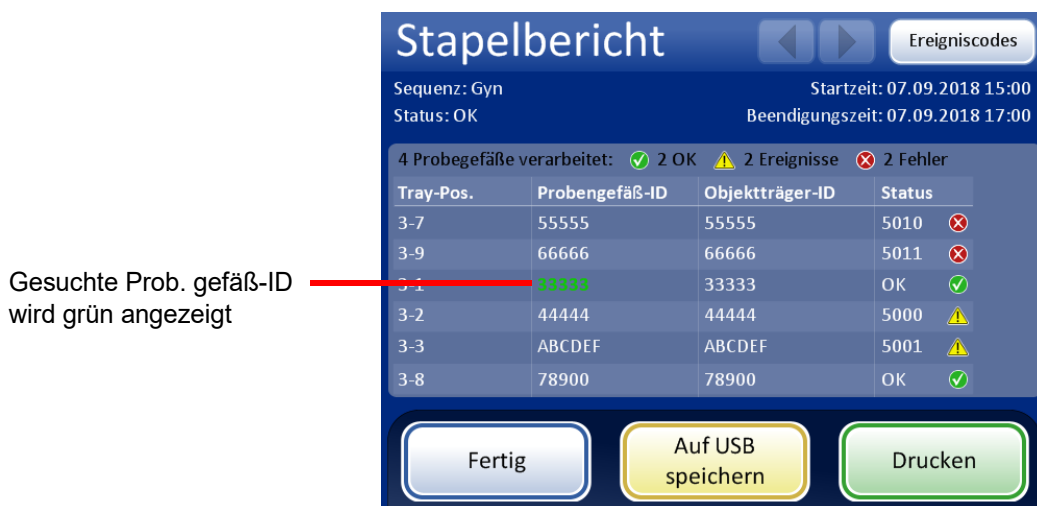 Stapelbericht
Ereigniscodes
Sequenz: Gyn
Startzeit: 07.09.2018 15:00
Status: OK
Beendigungszeit: 07.09.2018 17:00
4 Probegefäße verarbeitet: 2 OK 2 Ereignisse 2 Fehler
Tray-Pos. Probengefäß-ID Objektträger-ID Status
3-7 55555 55555 5010
3-9 66666 66666 5011
Gesuchte Prob. gefäß-ID
wird grün angezeigt
3-1 33333 33333 OK
3-2 44444 44444 5000
3-3 ABCDEF ABCDEF 5001
3-8 78900 78900 OK
Fertig
Auf USB
speichern
Drucken